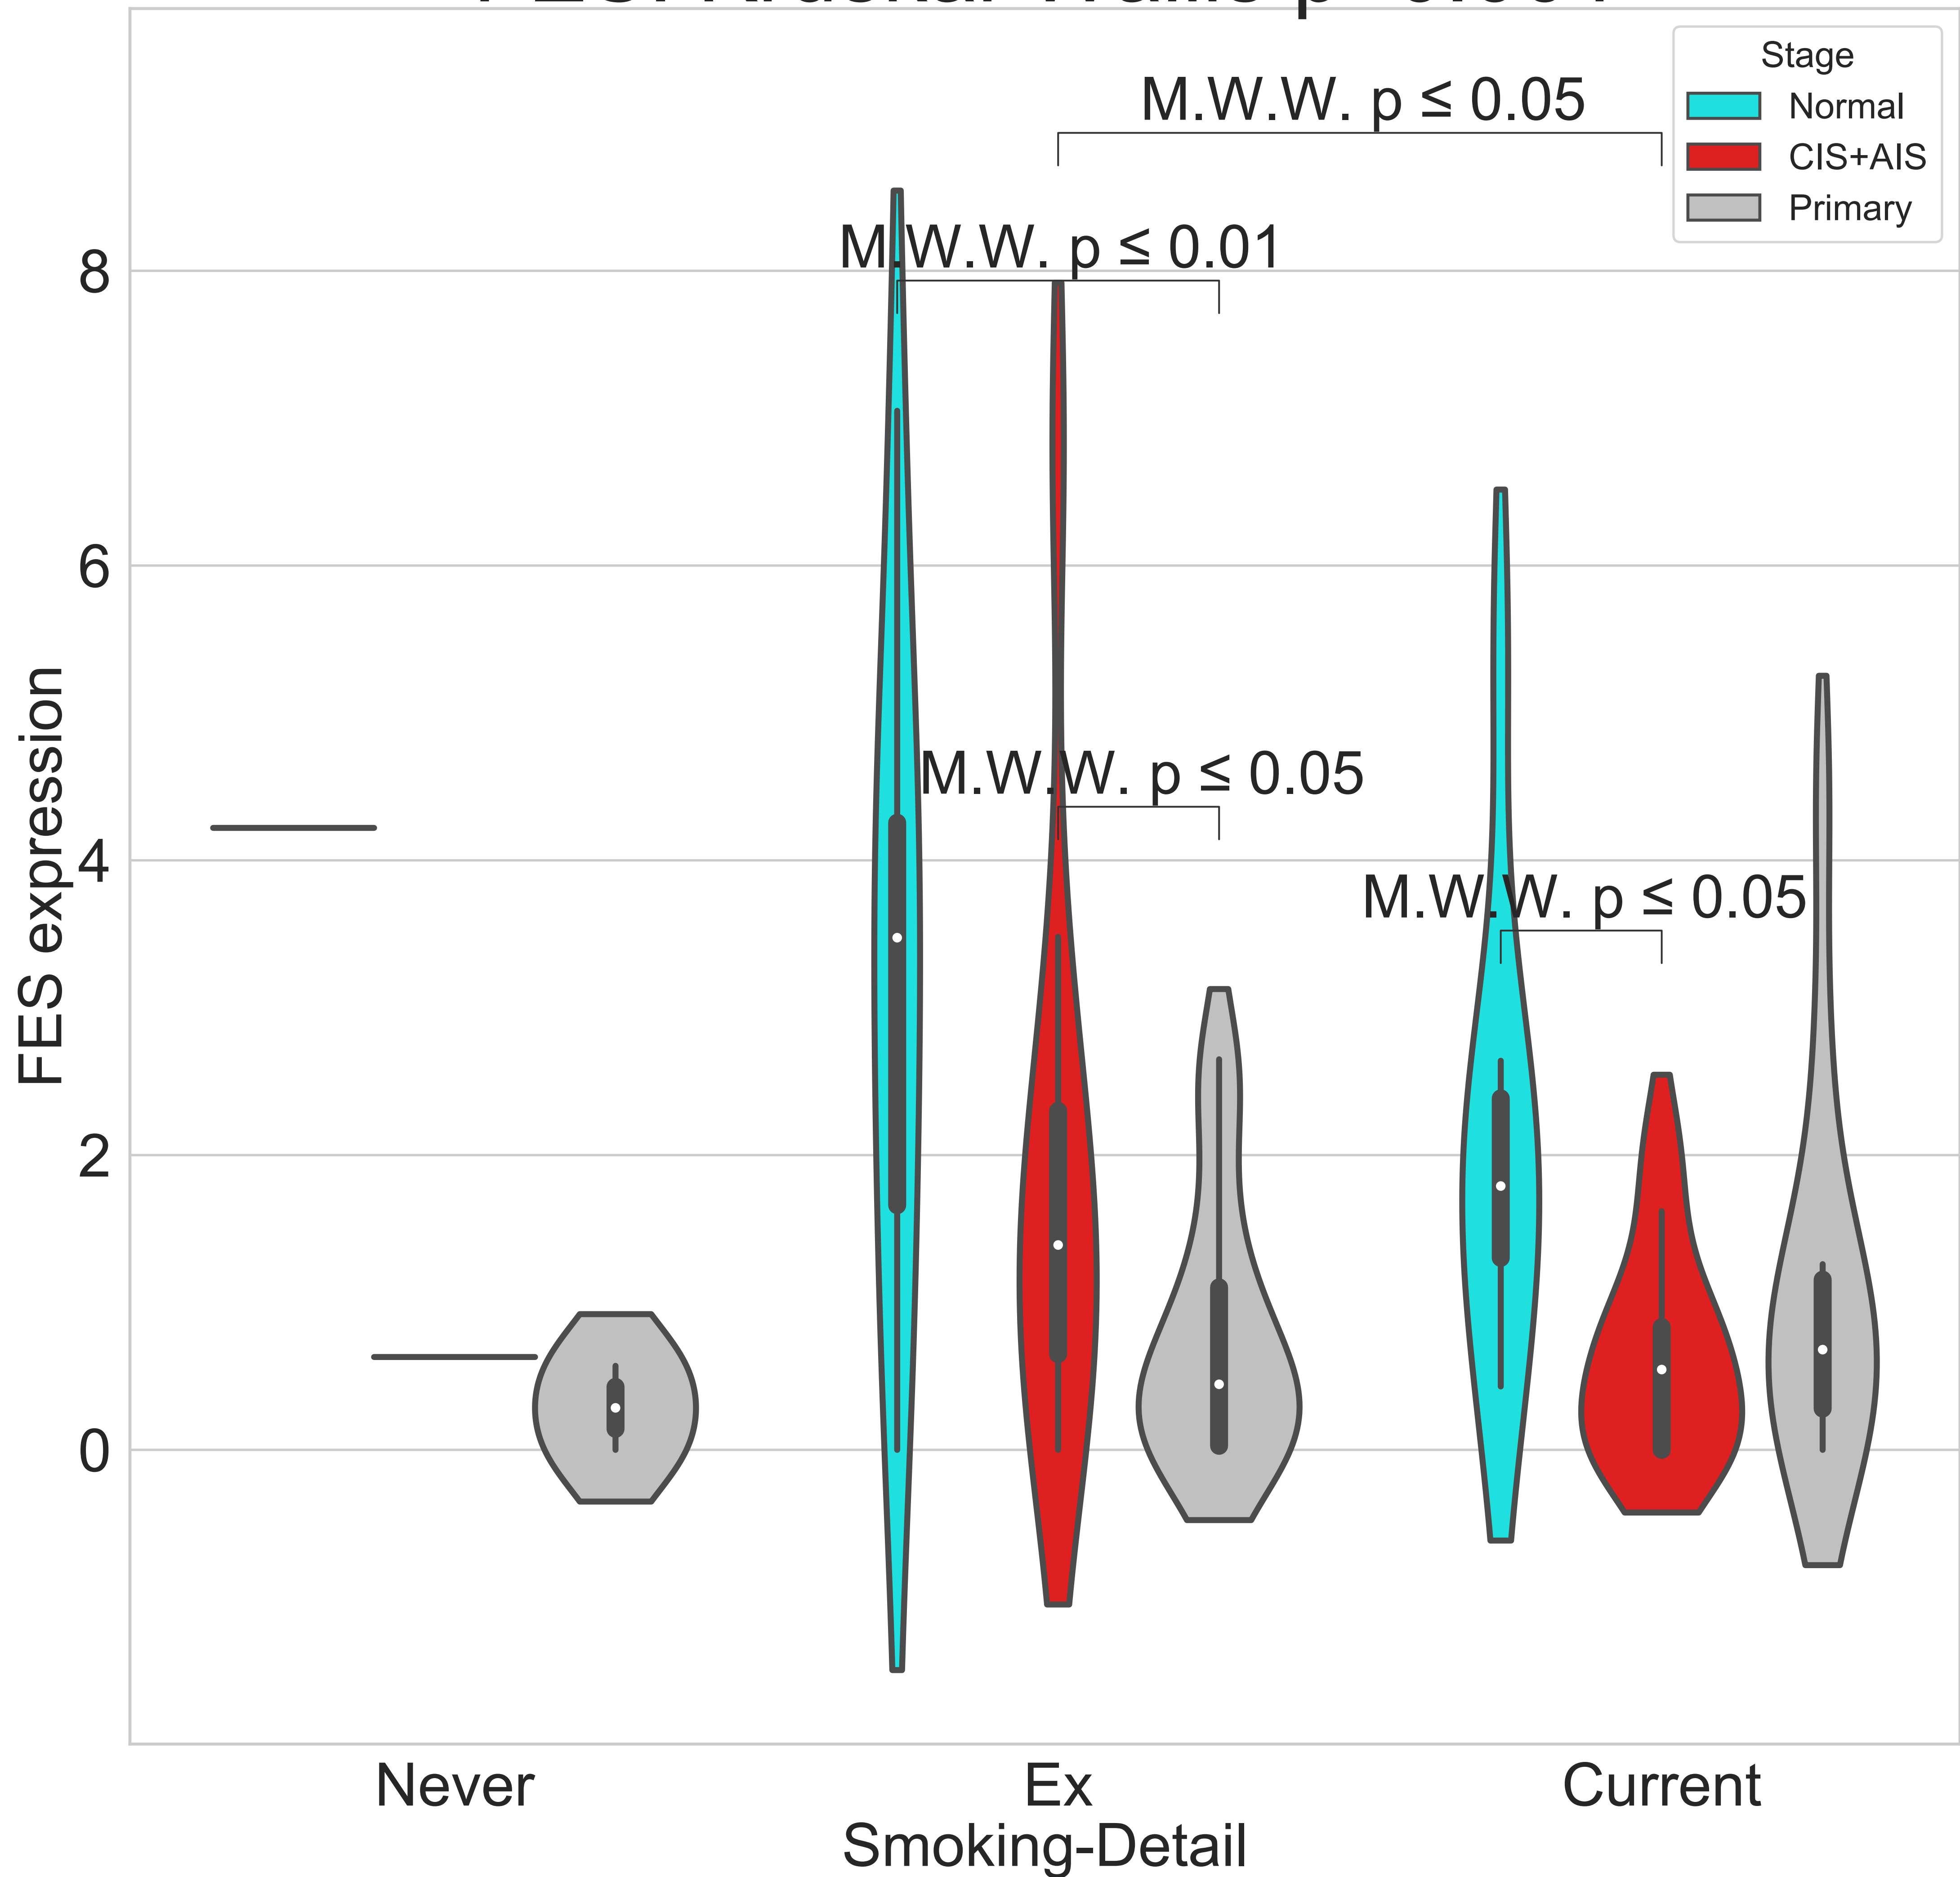 Stage
Normal
CIS+AIS
Primary
M.W.W. p ≤ 0.05
M.W.W. p ≤ 0.01
M.W.W. p ≤ 0.05
M.W.W. p ≤ 0.05
8
6
4
2
0
FES expression
Never
Ex
Current
Smoking-Detail